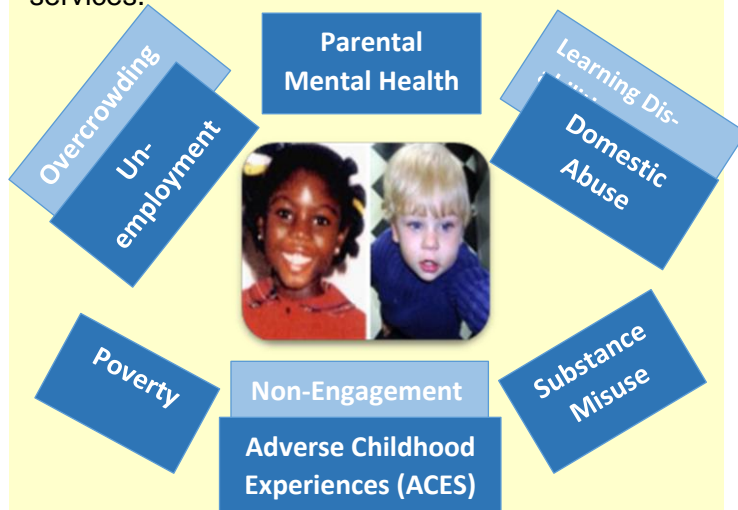 services.
Parental
Mental Health
Overcrowding
Un-
employment
Learning Dis-
Domestic
Abuse
Poverty
Substance
Misuse
Non-Engagement
Adverse Childhood
Experiences (ACES)